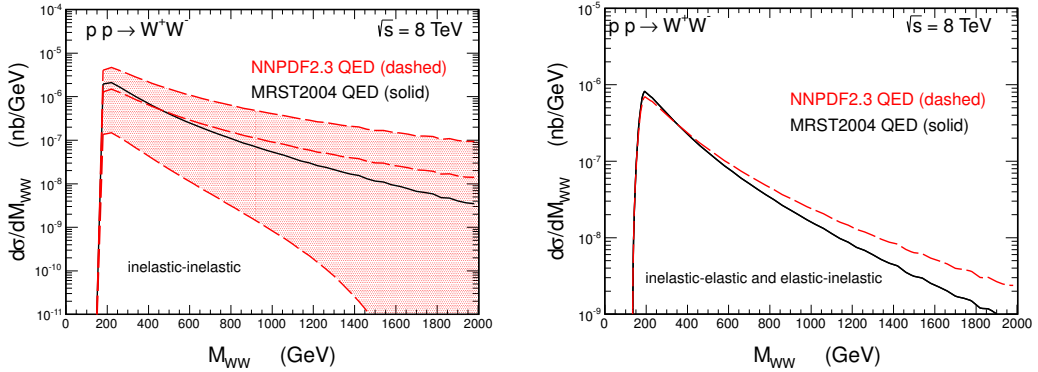 p p → W⁺W⁻ √s = 8 TeV
NNPDF2.3 QED (dashed)
MRST2004 QED (solid)
inelastic-inelastic
dσ/dM_WW (nb/GeV)
10⁻⁴
10⁻⁵
10⁻⁶
10⁻⁷
10⁻⁸
10⁻⁹
10⁻¹⁰
10⁻¹¹
0 200 400 600 800 1000 1200 1400 1600 1800 2000
M_WW (GeV)
p p → W⁺W⁻ √s = 8 TeV
NNPDF2.3 QED (dashed)
MRST2004 QED (solid)
inelastic-elastic and elastic-inelastic
dσ/dM_WW (nb/GeV)
10⁻⁵
10⁻⁶
10⁻⁷
10⁻⁸
10⁻⁹
0 200 400 600 800 1000 1200 1400 1600 1800 2000
M_WW (GeV)